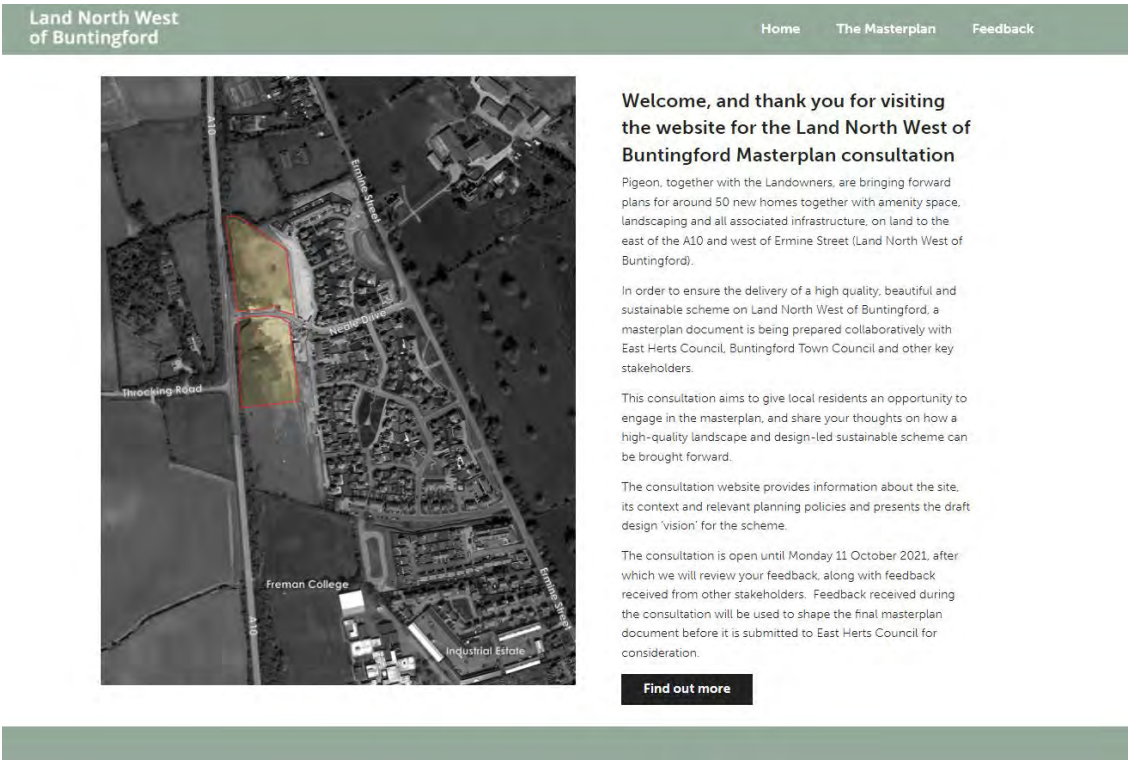 Land North West
of Buntingford
Home The Masterplan Feedback
A10
Ermine Street
Neale Drive
Throcking Road
Freman College
A10
Ermine Street
Industrial Estate
Welcome, and thank you for visiting
the website for the Land North West of
Buntingford Masterplan consultation
Pigeon, together with the Landowners, are bringing forward
plans for around 50 new homes together with amenity space,
landscaping and all associated infrastructure, on land to the
east of the A10 and west of Ermine Street (Land North West of
Buntingford).
In order to ensure the delivery of a high quality, beautiful and
sustainable scheme on Land North West of Buntingford, a
masterplan document is being prepared collaboratively with
East Herts Council, Buntingford Town Council and other key
stakeholders.
This consultation aims to give local residents an opportunity to
engage in the masterplan, and share your thoughts on how a
high-quality landscape and design-led sustainable scheme can
be brought forward.
The consultation website provides information about the site,
its context and relevant planning policies and presents the draft
design 'vision' for the scheme.
The consultation is open until Monday 11 October 2021, after
which we will review your feedback, along with feedback
received from other stakeholders. Feedback received during
the consultation will be used to shape the final masterplan
document before it is submitted to East Herts Council for
consideration.
Find out more